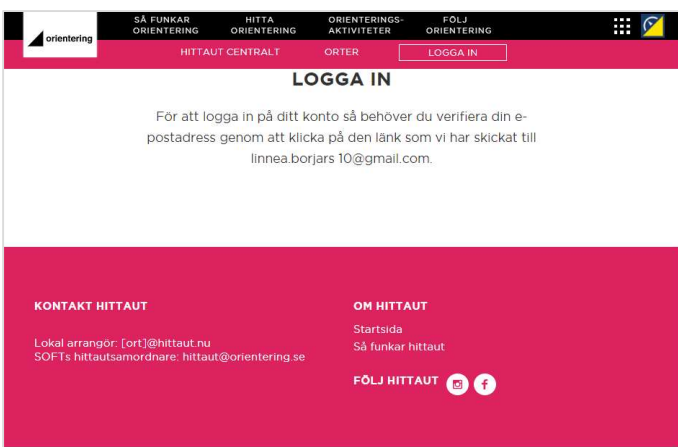 orientering
SÅ FUNKAR
ORIENTERING
HITTA
ORIENTERING
ORIENTERINGS-
AKTIVITETER
FÖLJ
ORIENTERING
HITTAUT CENTRALT
ORTER
LOGGA IN
LOGGA IN
För att logga in på ditt konto så behöver du verifiera din e-
postadress genom att klicka på den länk som vi har skickat till
linnea.borjars 10@gmail.com.
KONTAKT HITTAUT
Lokal arrangör: [ort]@hittaut.nu
SOFTs hittautsamordnare: hittaut@orientering.se
OM HITTAUT
Startsida
Så funkar hittaut
FÖLJ HITTAUT